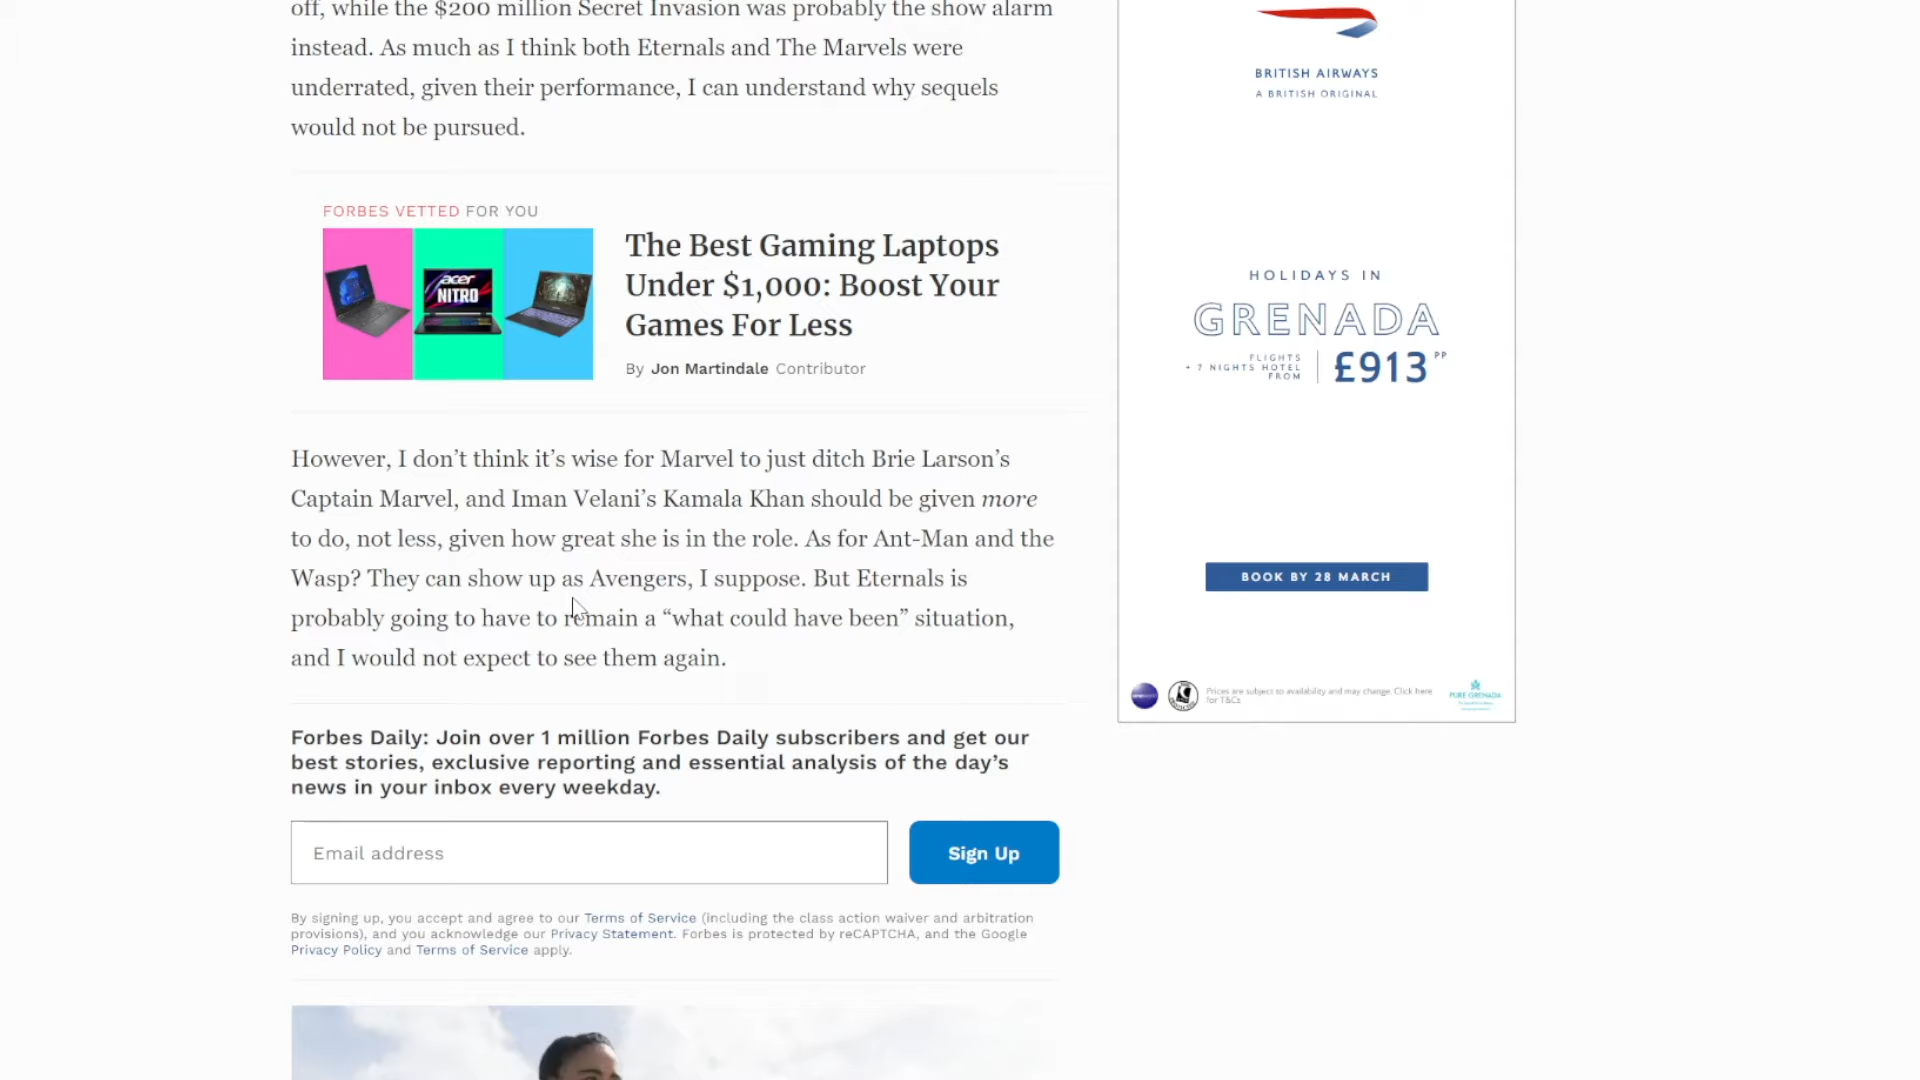 off, while the $200 million Secret Invasion was probably the show alarm
instead. As much as I think both Eternals and The Marvels were
underrated, given their performance, I can understand why sequels
would not be pursued.
FORBES VETTED FOR YOU
acer
NITRO
The Best Gaming Laptops
Under $1,000: Boost Your
Games For Less
By Jon Martindale Contributor
However, I don’t think it’s wise for Marvel to just ditch Brie Larson’s
Captain Marvel, and Iman Velani’s Kamala Khan should be given more
to do, not less, given how great she is in the role. As for Ant-Man and the
Wasp? They can show up as Avengers, I suppose. But Eternals is
probably going to have to remain a “what could have been” situation,
and I would not expect to see them again.
Forbes Daily: Join over 1 million Forbes Daily subscribers and get our
best stories, exclusive reporting and essential analysis of the day’s
news in your inbox every weekday.
Email address
Sign Up
By signing up, you accept and agree to our Terms of Service (including the class action waiver and arbitration
provisions), and you acknowledge our Privacy Statement. Forbes is protected by reCAPTCHA, and the Google
Privacy Policy and Terms of Service apply.
BRITISH AIRWAYS
A BRITISH ORIGINAL
HOLIDAYS IN
GRENADA
FLIGHTS
+ 7 NIGHTS HOTEL
FROM
£913 PP
BOOK BY 28 MARCH
Prices are subject to availability and may change. Click here
for T&Cs
PURE GRENADA